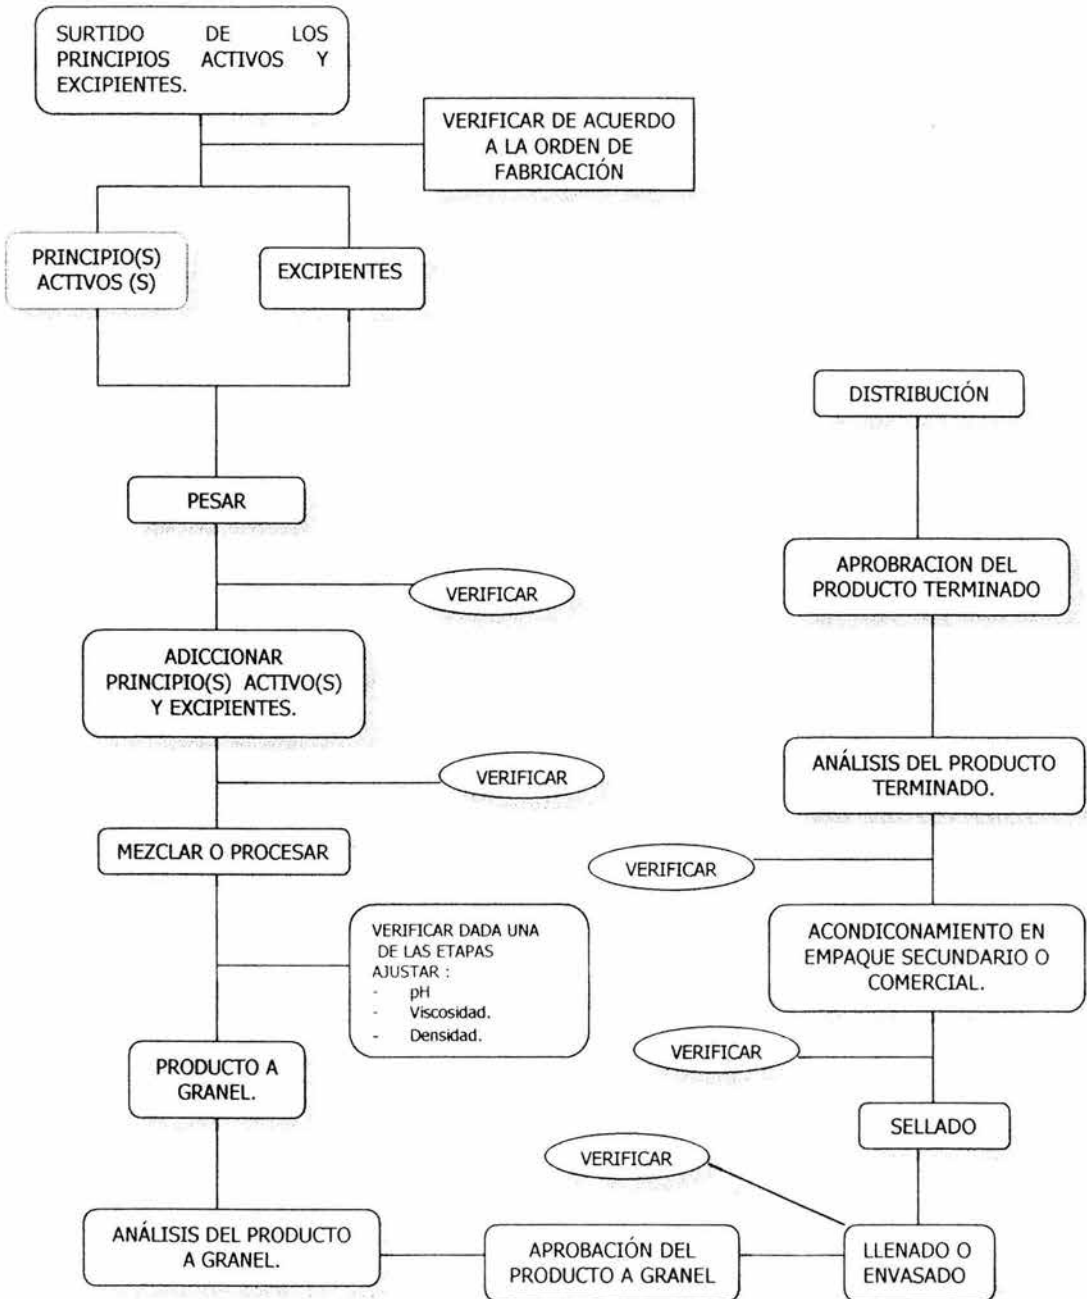 SURTIDO DE LOS
PRINCIPIOS ACTIVOS Y
EXCIPIENTES.
VERIFICAR DE ACUERDO
A LA ORDEN DE
FABRICACIÓN
PRINCIPIO(S)
ACTIVOS (S)
EXCIPIENTES
PESAR
VERIFICAR
ADICCIONAR
PRINCIPIO(S) ACTIVO(S)
Y EXCIPIENTES.
VERIFICAR
MEZCLAR O PROCESAR
VERIFICAR DADA UNA
DE LAS ETAPAS
AJUSTAR :
- pH
- Viscosidad.
- Densidad.
PRODUCTO A
GRANEL.
ANÁLISIS DEL PRODUCTO
A GRANEL.
APROBACIÓN DEL
PRODUCTO A GRANEL
LLENADO O
ENVASADO
VERIFICAR
SELLADO
VERIFICAR
ACONDICONAMIENTO EN
EMPAQUE SECUNDARIO O
COMERCIAL.
VERIFICAR
ANÁLISIS DEL PRODUCTO
TERMINADO.
APROBRACION DEL
PRODUCTO TERMINADO
DISTRIBUCIÓN